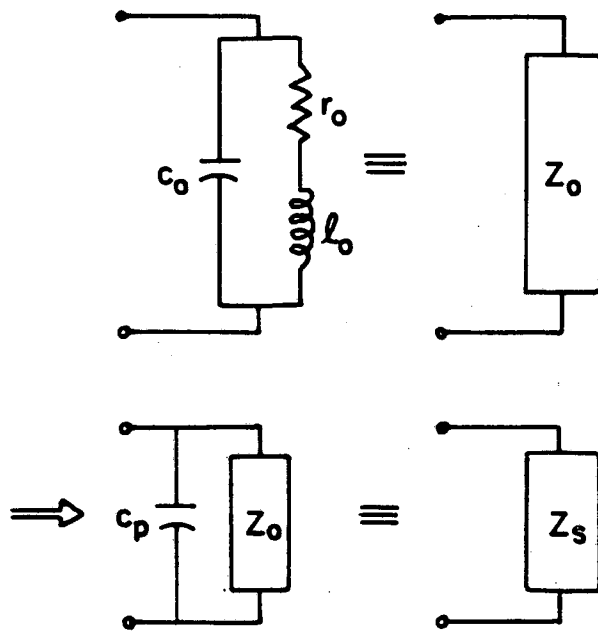 r₀
c₀
ℓ₀
≡
Z₀
⇒
cₚ
Z₀
≡
Zₛ